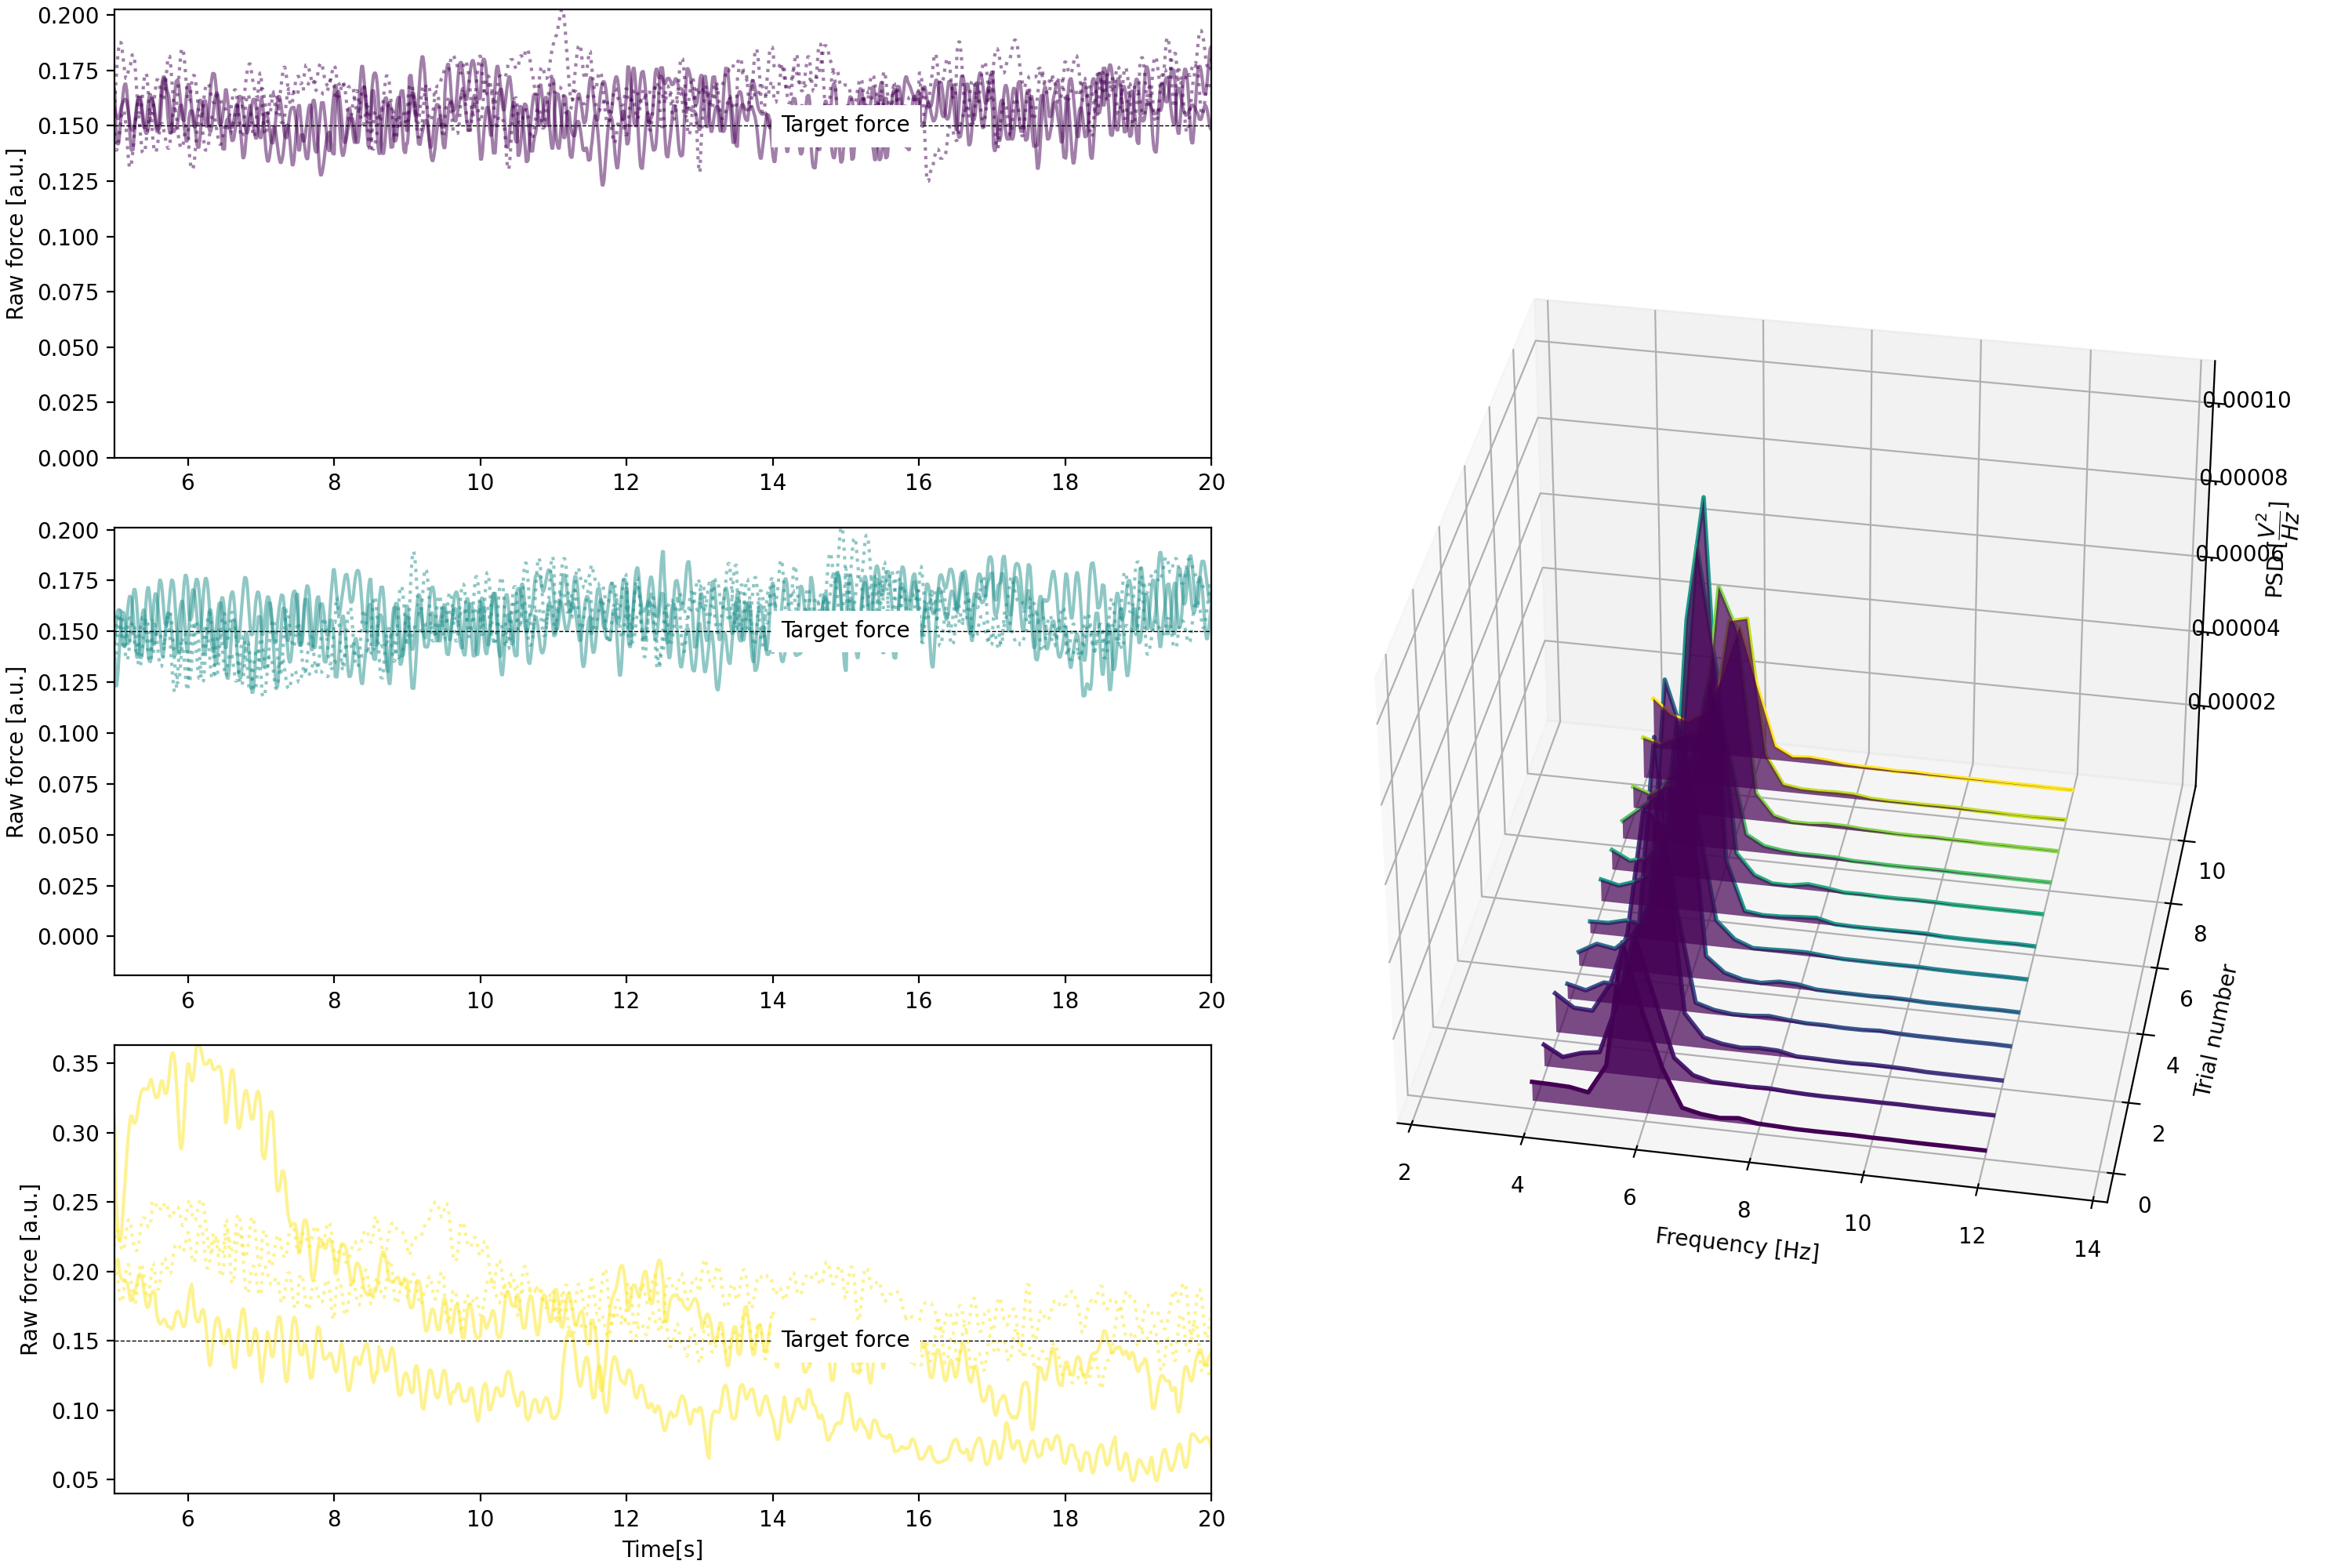 0.200
0.175
0.150
0.125
0.100
0.075
0.050
0.025
0.000
Raw force [a.u.]
Target force
6 8 10 12 14 16 18 20
0.200
0.175
0.150
0.125
0.100
0.075
0.050
0.025
0.000
Raw force [a.u.]
Target force
6 8 10 12 14 16 18 20
0.35
0.30
0.25
0.20
0.15
0.10
0.05
Raw force [a.u.]
Target force
6 8 10 12 14 16 18 20
Time[s]
0.00010
0.00008
0.00006
0.00004
0.00002
PSD[V²/Hz]
10
8
6
4
2
0
Trial number
2 4 6 8 10 12 14
Frequency [Hz]